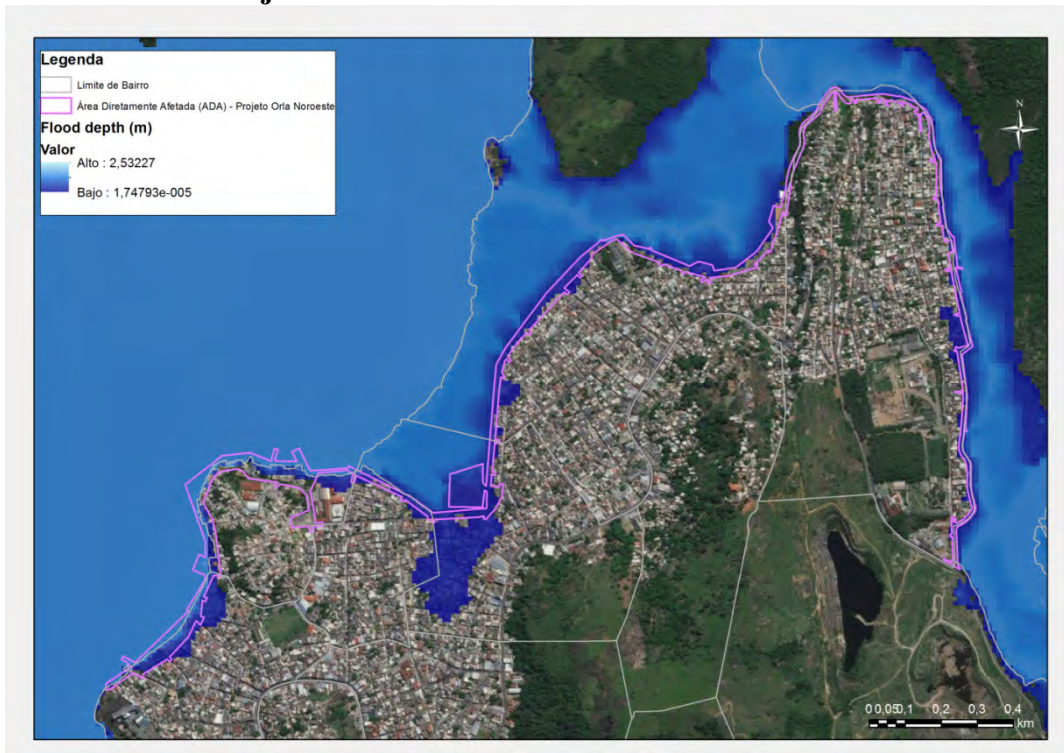 Legenda
Limite de Bairro
Área Diretamente Afetada (ADA) - Projeto Orla Noroeste
Flood depth (m)
Valor
Alto : 2,53227
Bajo : 1,74793e-005
N
0 0,05 0,1 0,2 0,3 0,4
km